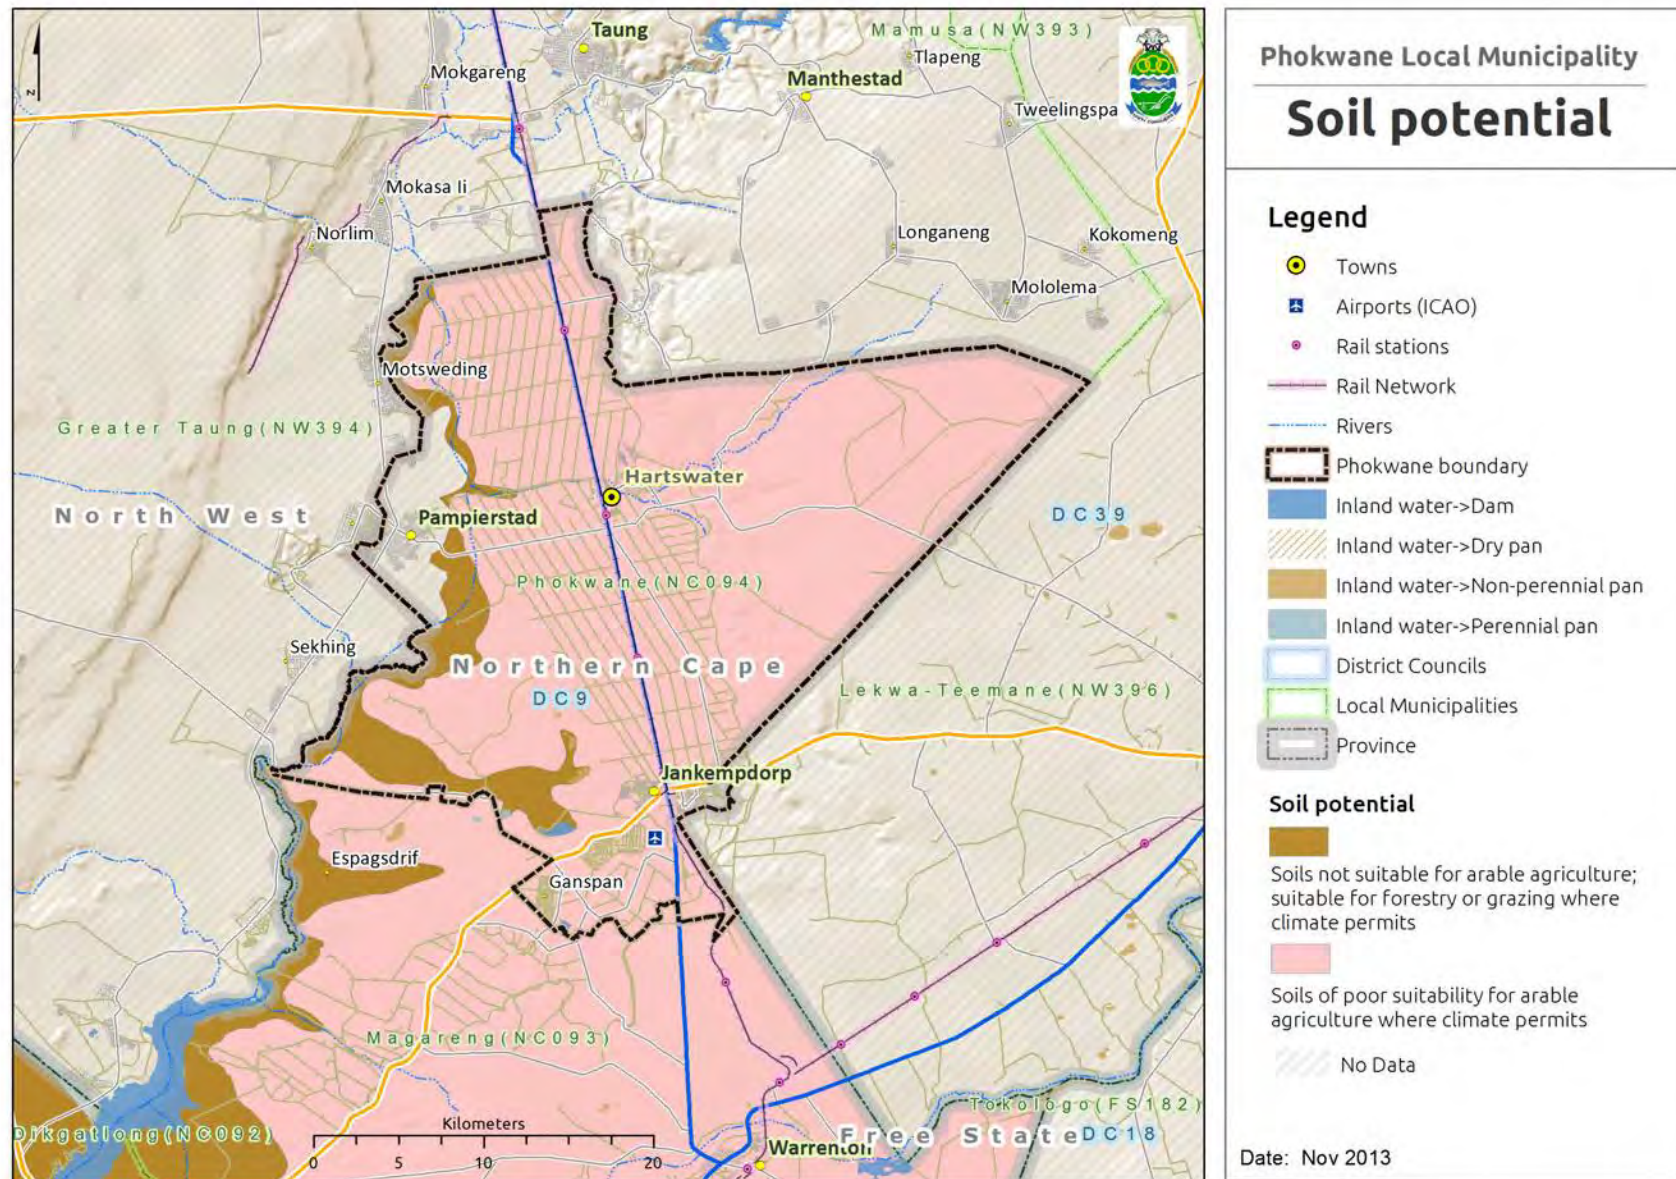 Taung
Mamusa(NW393)
Tlapeng
Mokgareng
Manthestad
Tweelingspa
N
Mokasa Ii
Norlim
Longaneng
Kokomeng
Mololema
Motsweding
Greater Taung(NW394)
Hartswater
North West
Pampierstad
DC39
Phokwane(NC094)
Sekhing
Northern Cape
DC9
Lekwa-Teemane(NW396)
Jankempdorp
Espagsdrif
Ganspan
Magareng(NC093)
Tokologo(FS182)
Dikgatlong(NC092)
Kilometers
0 5 10 20
Free State DC18
Warrenton
Phokwane Local Municipality
Soil potential
Legend
Towns
Airports (ICAO)
Rail stations
Rail Network
Rivers
Phokwane boundary
Inland water->Dam
Inland water->Dry pan
Inland water->Non-perennial pan
Inland water->Perennial pan
District Councils
Local Municipalities
Province
Soil potential
Soils not suitable for arable agriculture;
suitable for forestry or grazing where
climate permits
Soils of poor suitability for arable
agriculture where climate permits
No Data
Date: Nov 2013